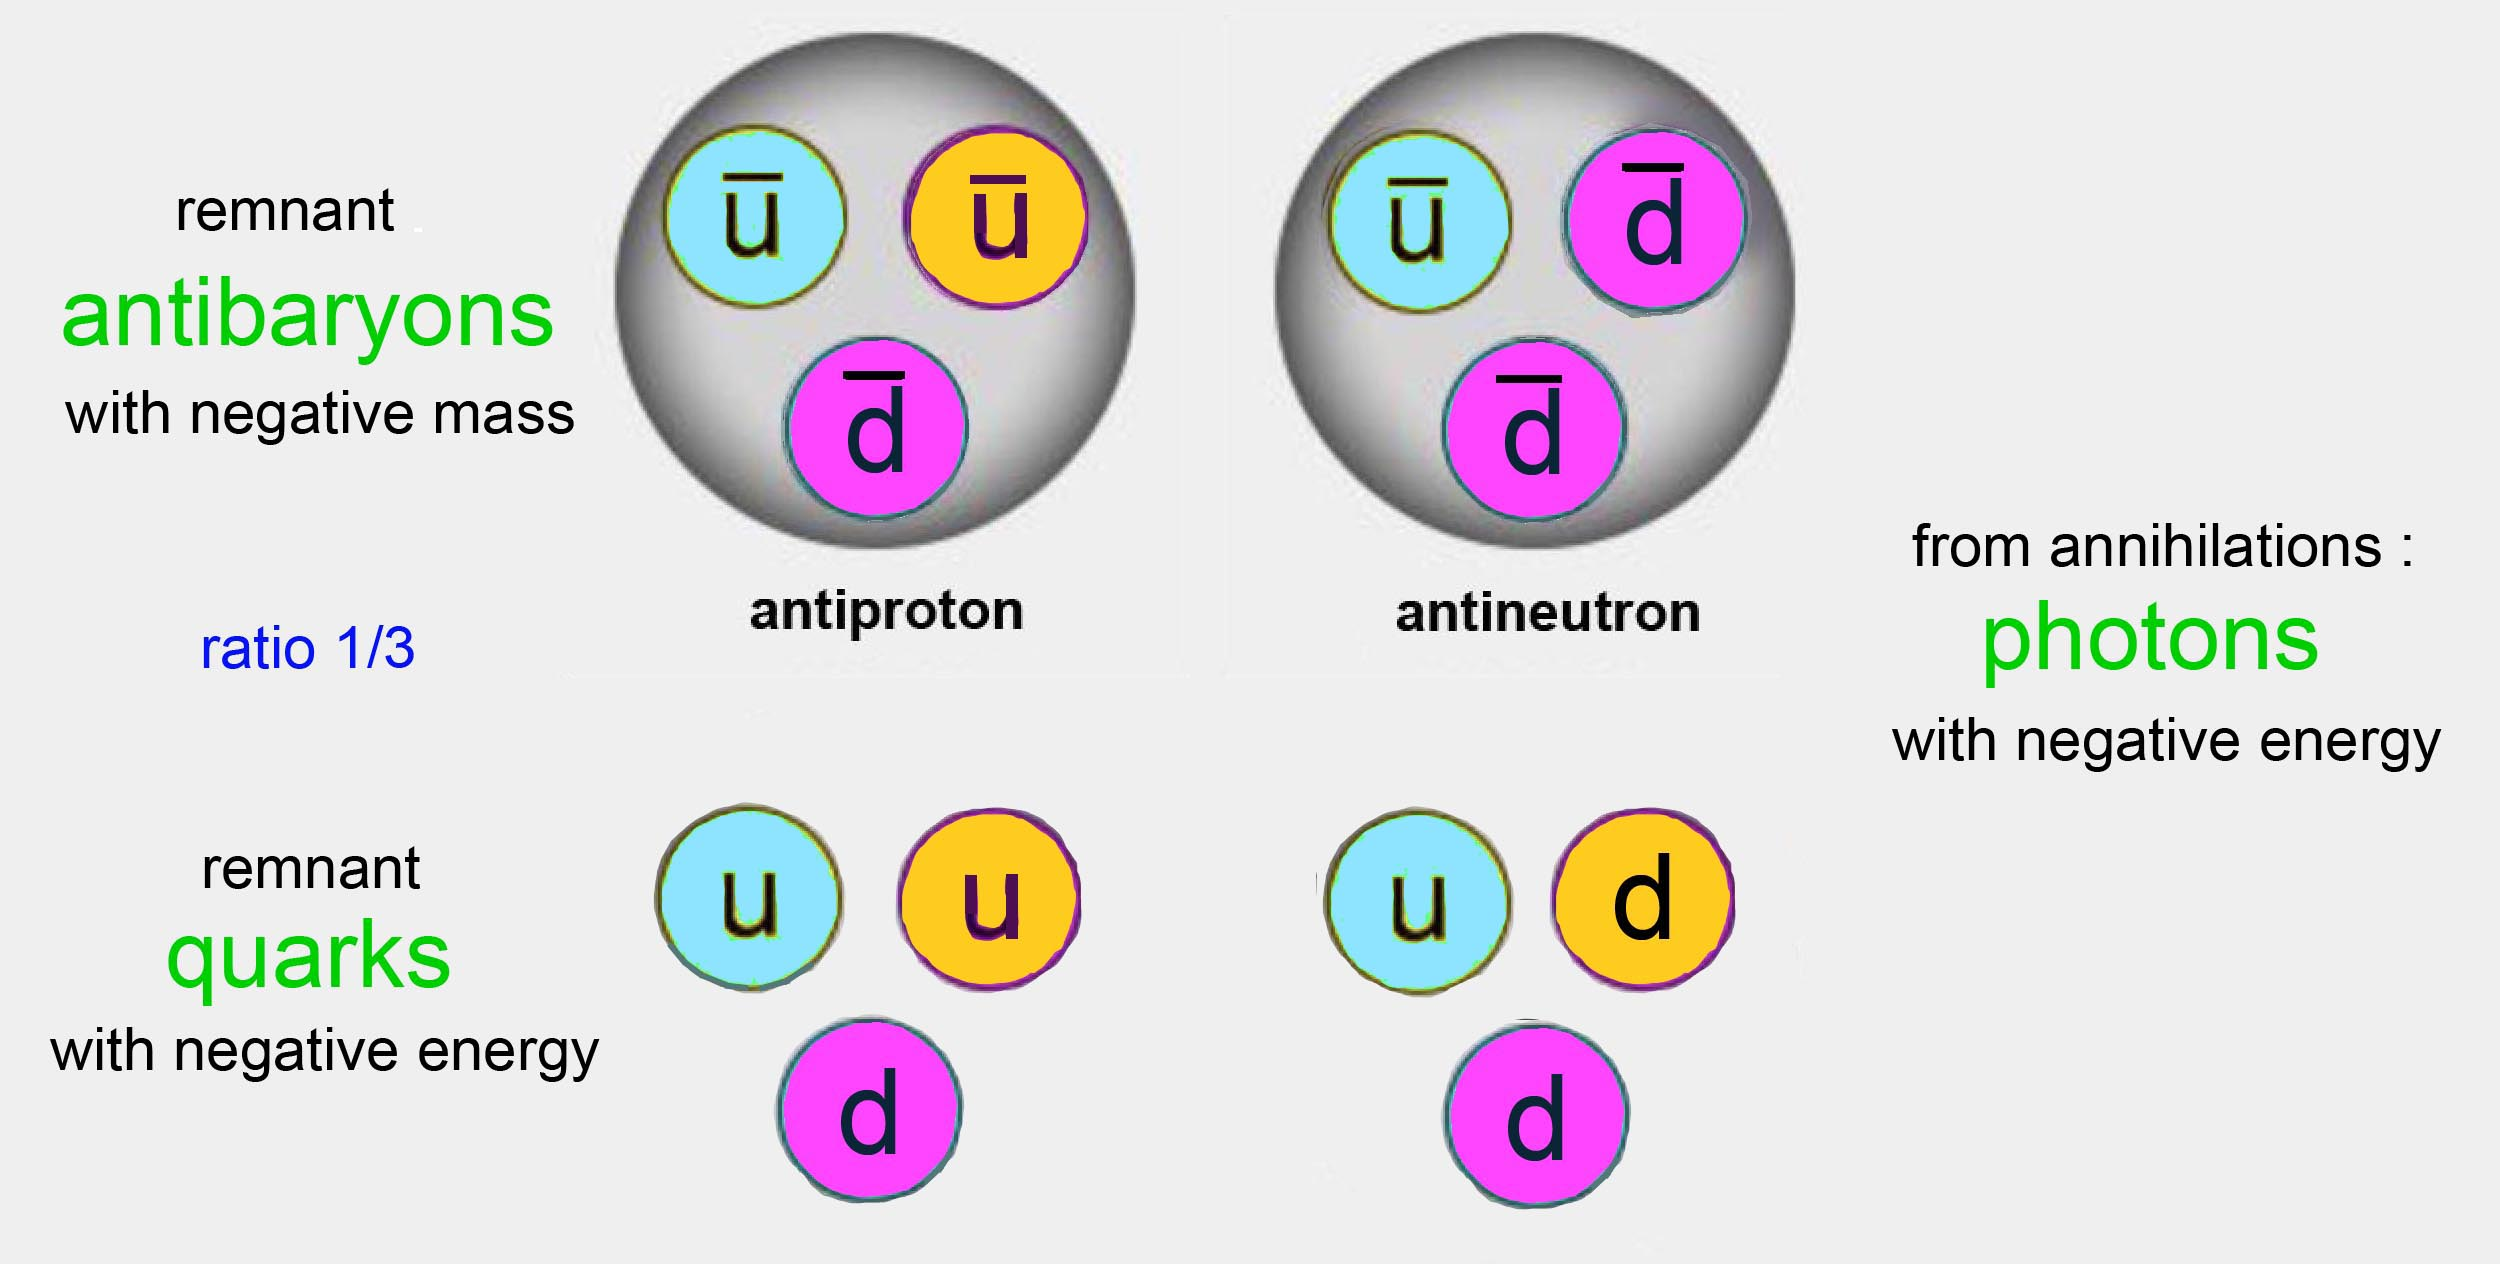 remnant
antibaryons
with negative mass
ratio 1/3
remnant
quarks
with negative energy
u̅ u̅
d̅
antiproton
u̅ d̅
d̅
antineutron
u u
d
u d
d
from annihilations :
photons
with negative energy